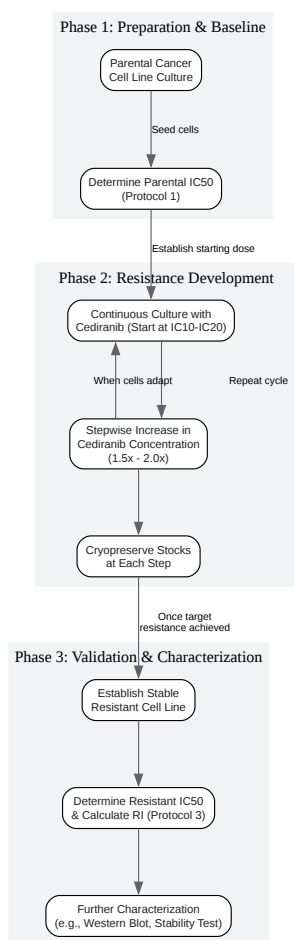 Phase 1: Preparation & Baseline
Parental Cancer
Cell Line Culture
Seed cells
Determine Parental IC50
(Protocol 1)
Establish starting dose
Phase 2: Resistance Development
Continuous Culture with
Cediranib (Start at IC10-IC20)
When cells adapt
Repeat cycle
Stepwise Increase in
Cediranib Concentration
(1.5x - 2.0x)
Cryopreserve Stocks
at Each Step
Once target
resistance achieved
Phase 3: Validation & Characterization
Establish Stable
Resistant Cell Line
Determine Resistant IC50
& Calculate RI (Protocol 3)
Further Characterization
(e.g., Western Blot, Stability Test)